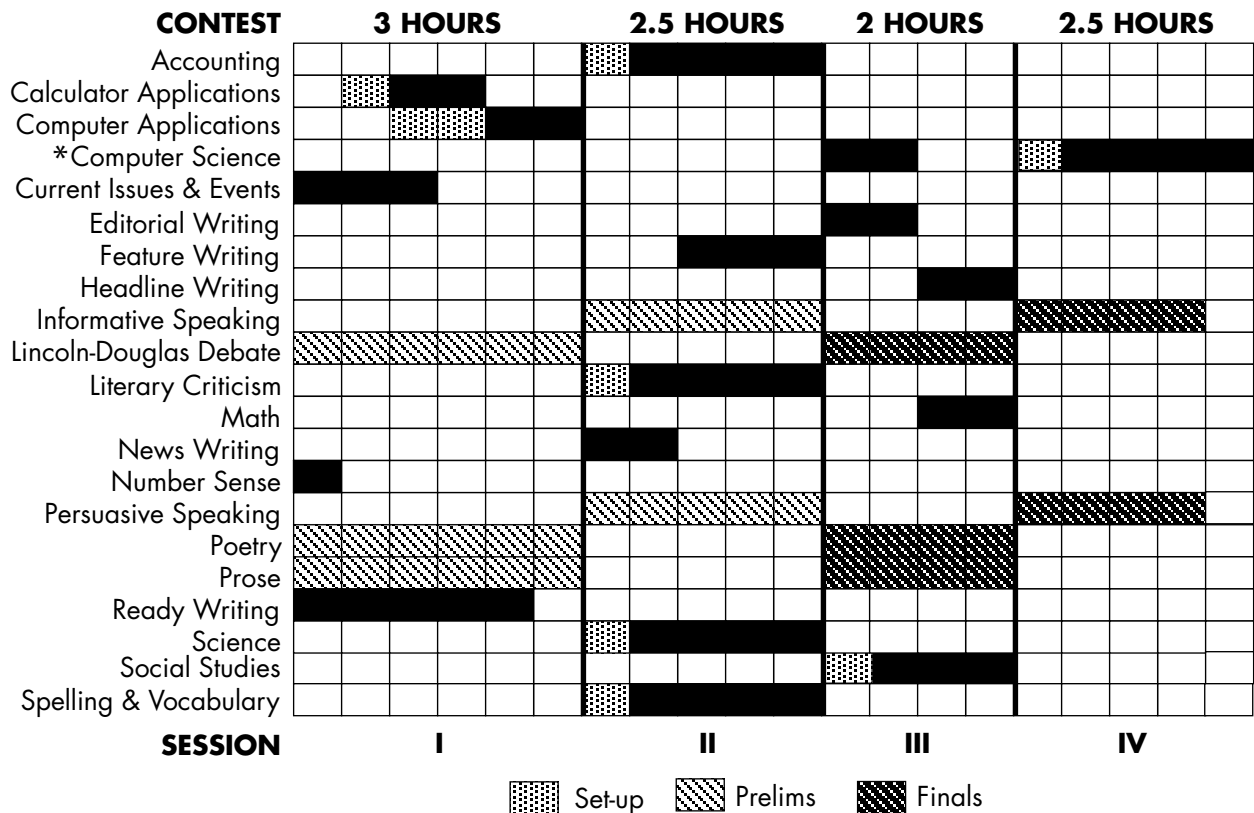 CONTEST 3 HOURS 2.5 HOURS 2 HOURS 2.5 HOURS
Accounting
Calculator Applications
Computer Applications
*Computer Science
Current Issues & Events
Editorial Writing
Feature Writing
Headline Writing
Informative Speaking
Lincoln-Douglas Debate
Literary Criticism
Math
News Writing
Number Sense
Persuasive Speaking
Poetry
Prose
Ready Writing
Science
Social Studies
Spelling & Vocabulary
SESSION I II III IV
Set-up Prelims Finals